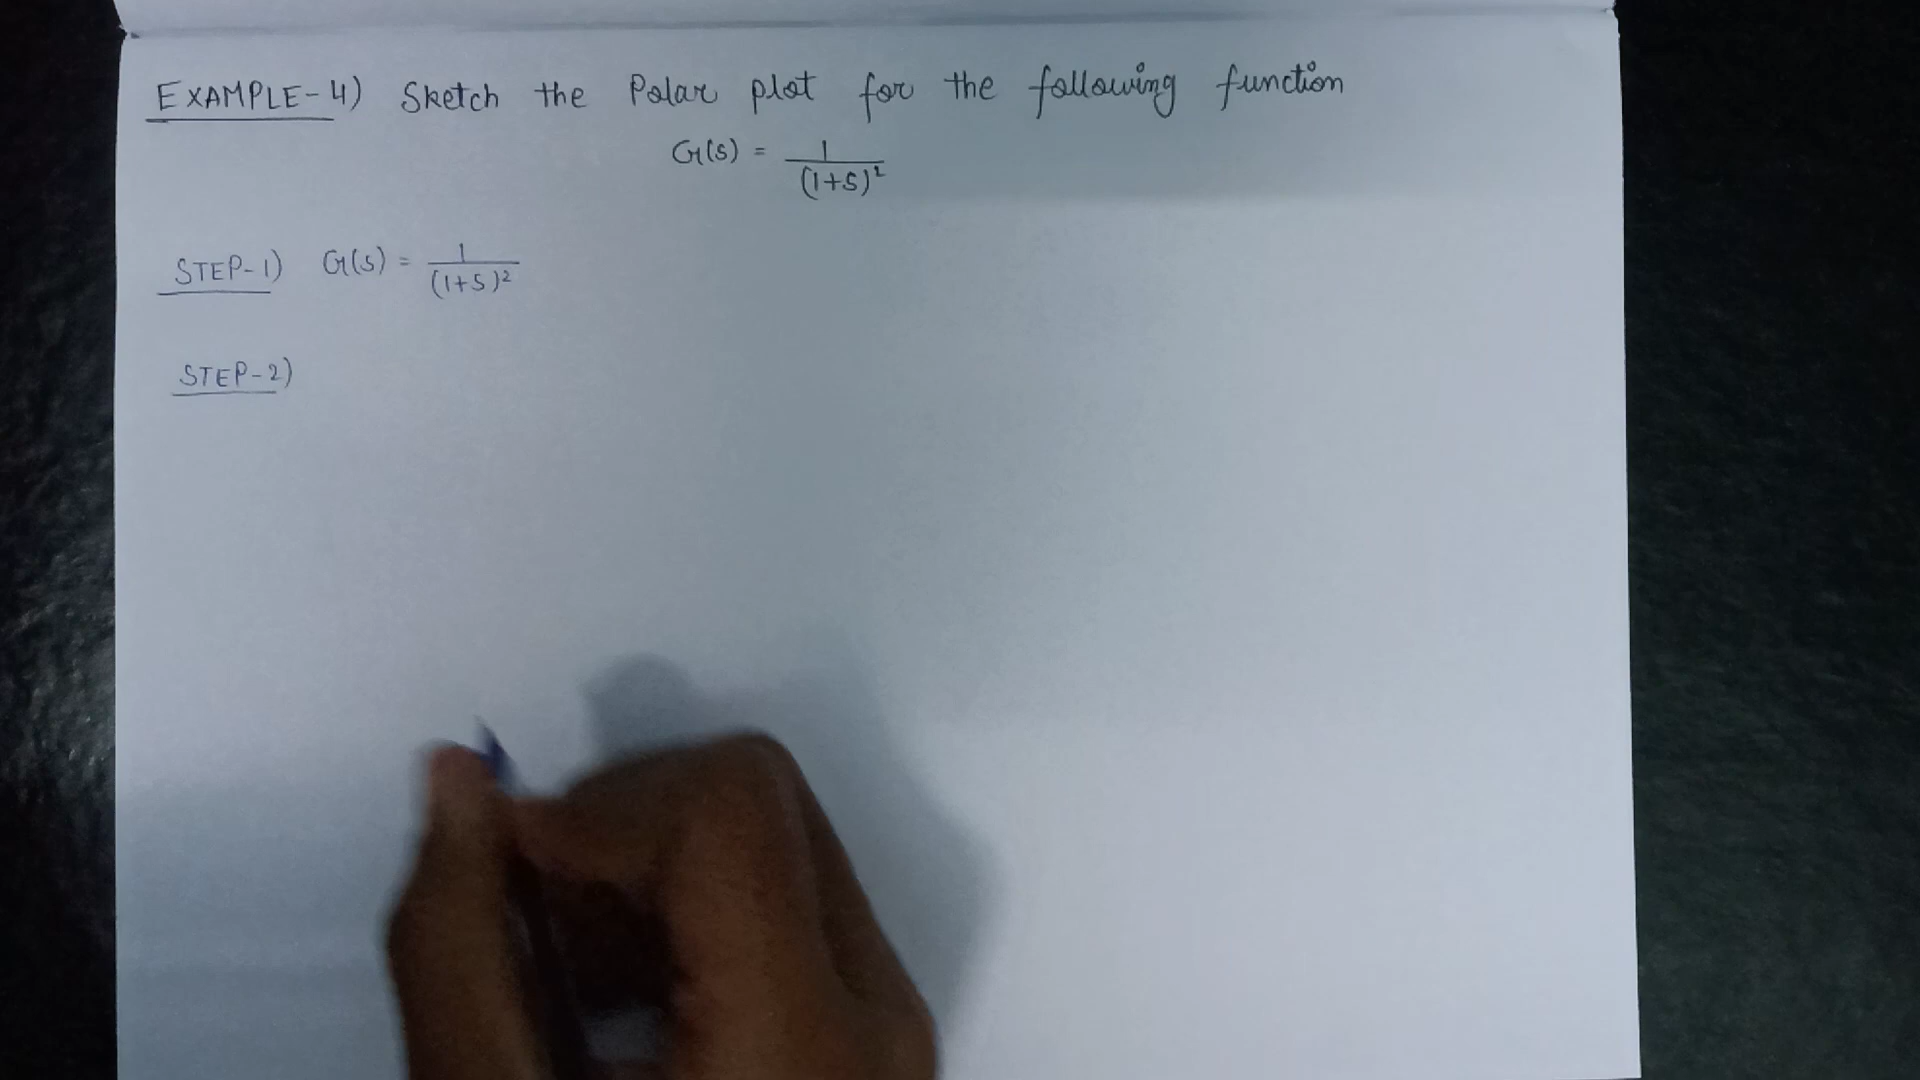 EXAMPLE-4) Sketch the Polar plot for the following function
G(s) = 1/(1+s)²
STEP-1) G(s) = 1/(1+s)²
STEP-2)